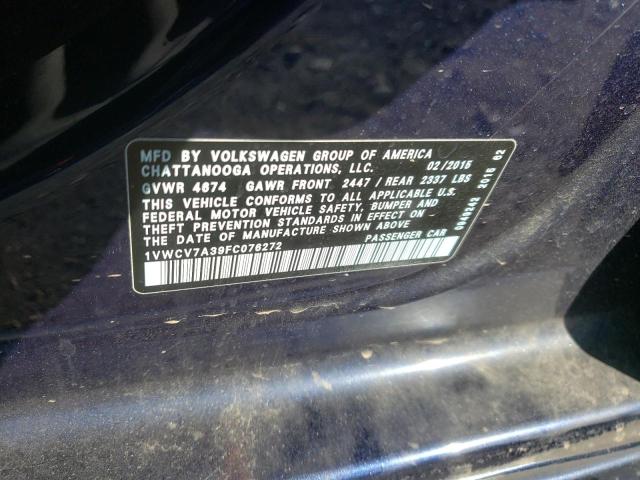 MFD BY VOLKSWAGEN GROUP OF AMERICA
CHATTANOOGA OPERATIONS, LLC. 02/2015
GVWR 4674 GAWR FRONT 2447 / REAR 2337 LBS
THIS VEHICLE CONFORMS TO ALL APPLICABLE U.S.
FEDERAL MOTOR VEHICLE SAFETY, BUMPER AND
THEFT PREVENTION STANDARDS IN EFFECT ON
THE DATE OF MANUFACTURE SHOWN ABOVE
1VWCV7A39FC076272 PASSENGER CAR
2015 02